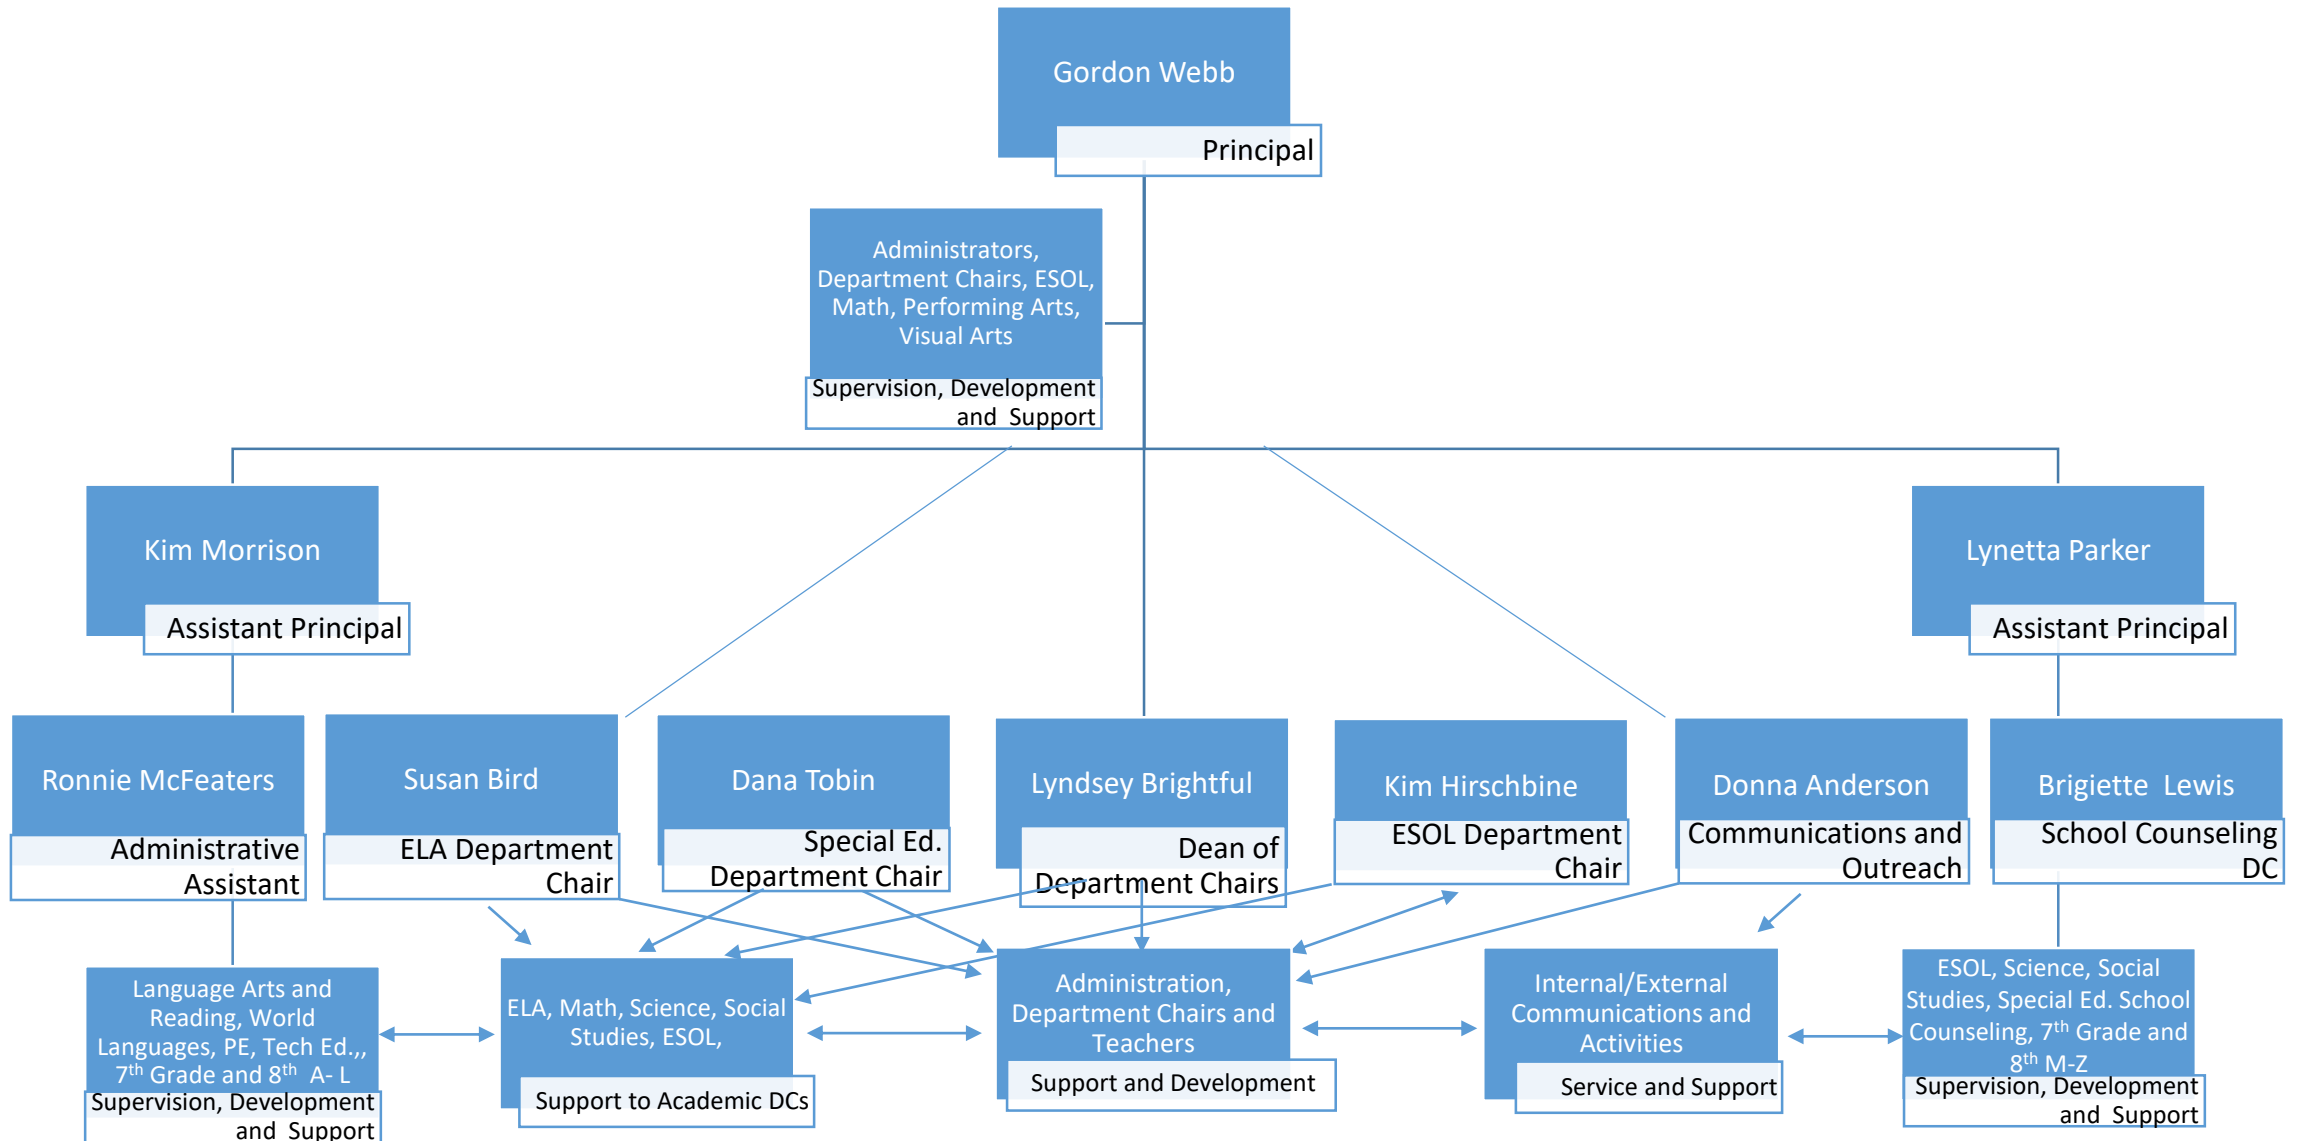 Gordon Webb
Principal
Administrators,
Department Chairs, ESOL,
Math, Performing Arts,
Visual Arts
Supervision, Development
and Support
Kim Morrison
Assistant Principal
Lynetta Parker
Assistant Principal
Ronnie McFeaters
Administrative
Assistant
Susan Bird
ELA Department
Chair
Dana Tobin
Special Ed.
Department Chair
Lyndsey Brightful
Dean of
Department Chairs
Kim Hirschbine
ESOL Department
Chair
Donna Anderson
Communications and
Outreach
Brigiette Lewis
School Counseling
DC
Language Arts and
Reading, World
Languages, PE, Tech Ed.,,
7th Grade and 8th A- L
Supervision, Development
and Support
ELA, Math, Science, Social
Studies, ESOL,
Support to Academic DCs
Administration,
Department Chairs and
Teachers
Support and Development
Internal/External
Communications and
Activities
Service and Support
ESOL, Science, Social
Studies, Special Ed. School
Counseling, 7th Grade and
8th M-Z
Supervision, Development
and Support